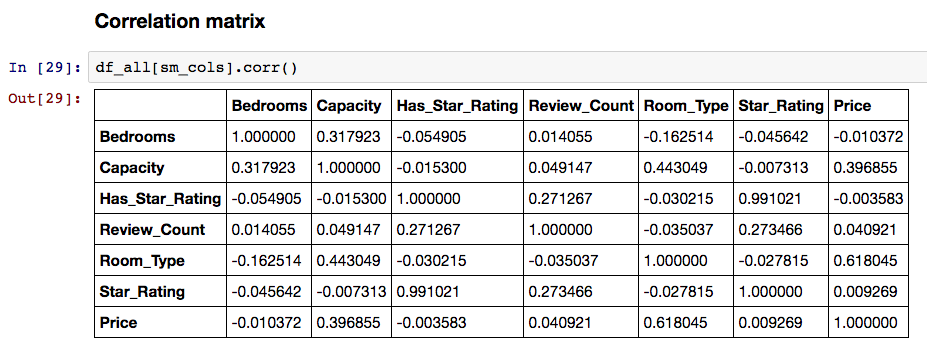 Correlation matrix
In [29]: df_all[sm_cols].corr()
Out[29]:
Bedrooms Capacity Has_Star_Rating Review_Count Room_Type Star_Rating Price
Bedrooms 1.000000 0.317923 -0.054905 0.014055 -0.162514 -0.045642 -0.010372
Capacity 0.317923 1.000000 -0.015300 0.049147 0.443049 -0.007313 0.396855
Has_Star_Rating -0.054905 -0.015300 1.000000 0.271267 -0.030215 0.991021 -0.003583
Review_Count 0.014055 0.049147 0.271267 1.000000 -0.035037 0.273466 0.040921
Room_Type -0.162514 0.443049 -0.030215 -0.035037 1.000000 -0.027815 0.618045
Star_Rating -0.045642 -0.007313 0.991021 0.273466 -0.027815 1.000000 0.009269
Price -0.010372 0.396855 -0.003583 0.040921 0.618045 0.009269 1.000000